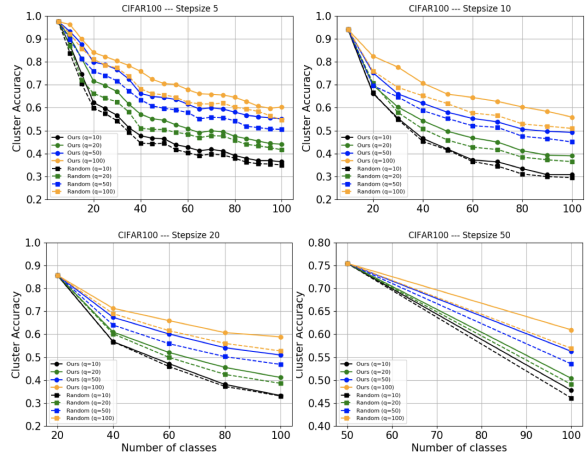 CIFAR100 --- Stepsize 5
1.0
0.9
0.8
0.7
0.6
0.5
0.4
0.3
0.2
Cluster Accuracy
Ours (q=10)
Ours (q=20)
Ours (q=50)
Ours (q=100)
Random (q=10)
Random (q=20)
Random (q=50)
Random (q=100)
20 40 60 80 100
CIFAR100 --- Stepsize 10
1.0
0.9
0.8
0.7
0.6
0.5
0.4
0.3
0.2
Cluster Accuracy
Ours (q=10)
Ours (q=20)
Ours (q=50)
Ours (q=100)
Random (q=10)
Random (q=20)
Random (q=50)
Random (q=100)
20 40 60 80 100
CIFAR100 --- Stepsize 20
1.0
0.9
0.8
0.7
0.6
0.5
0.4
0.3
0.2
Cluster Accuracy
Ours (q=10)
Ours (q=20)
Ours (q=50)
Ours (q=100)
Random (q=10)
Random (q=20)
Random (q=50)
Random (q=100)
20 40 60 80 100
Number of classes
CIFAR100 --- Stepsize 50
0.80
0.75
0.70
0.65
0.60
0.55
0.50
0.45
0.40
Cluster Accuracy
Ours (q=10)
Ours (q=20)
Ours (q=50)
Ours (q=100)
Random (q=10)
Random (q=20)
Random (q=50)
Random (q=100)
50 60 70 80 90 100
Number of classes